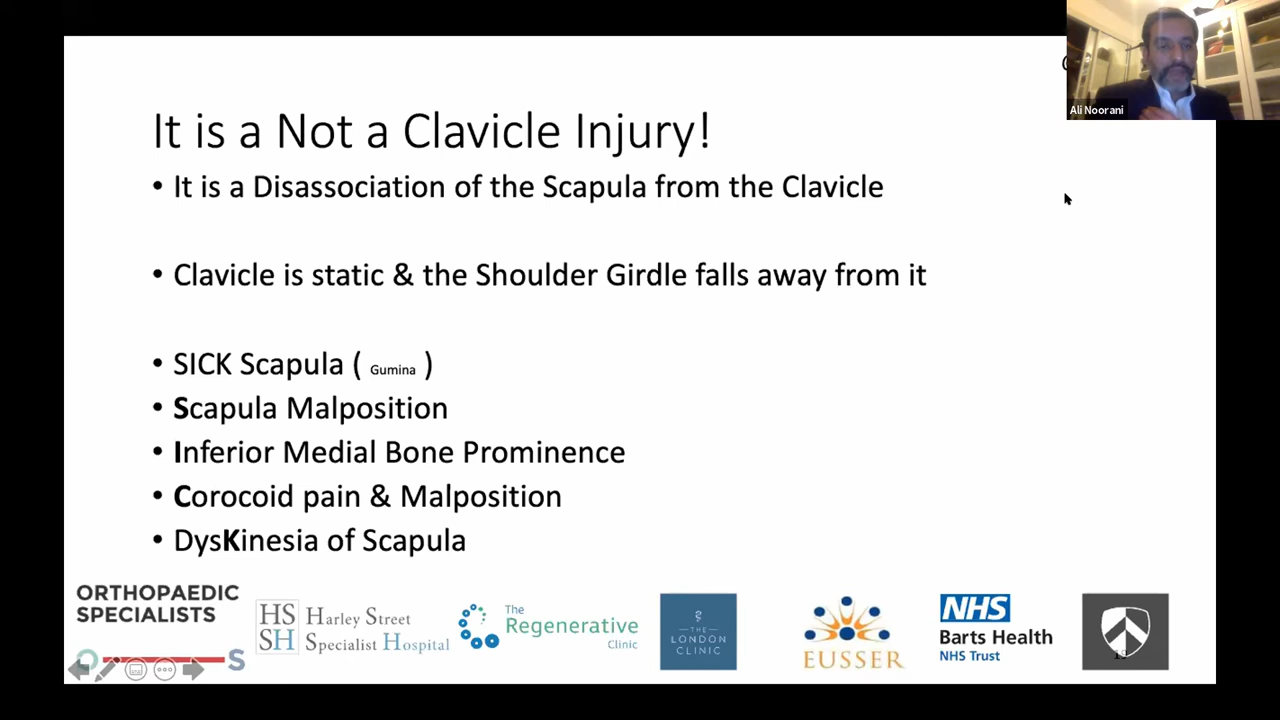 Ali Noorani
It is a Not a Clavicle Injury!
• It is a Disassociation of the Scapula from the Clavicle
• Clavicle is static & the Shoulder Girdle falls away from it
• SICK Scapula ( Gumina )
• Scapula Malposition
• Inferior Medial Bone Prominence
• Corocoid pain & Malposition
• DysKinesia of Scapula
ORTHOPAEDIC
SPECIALISTS
OS
HS
SH
Harley Street
Specialist Hospital
The
Regenerative
Clinic
THE
LONDON
CLINIC
EUSSER
NHS
Barts Health
NHS Trust